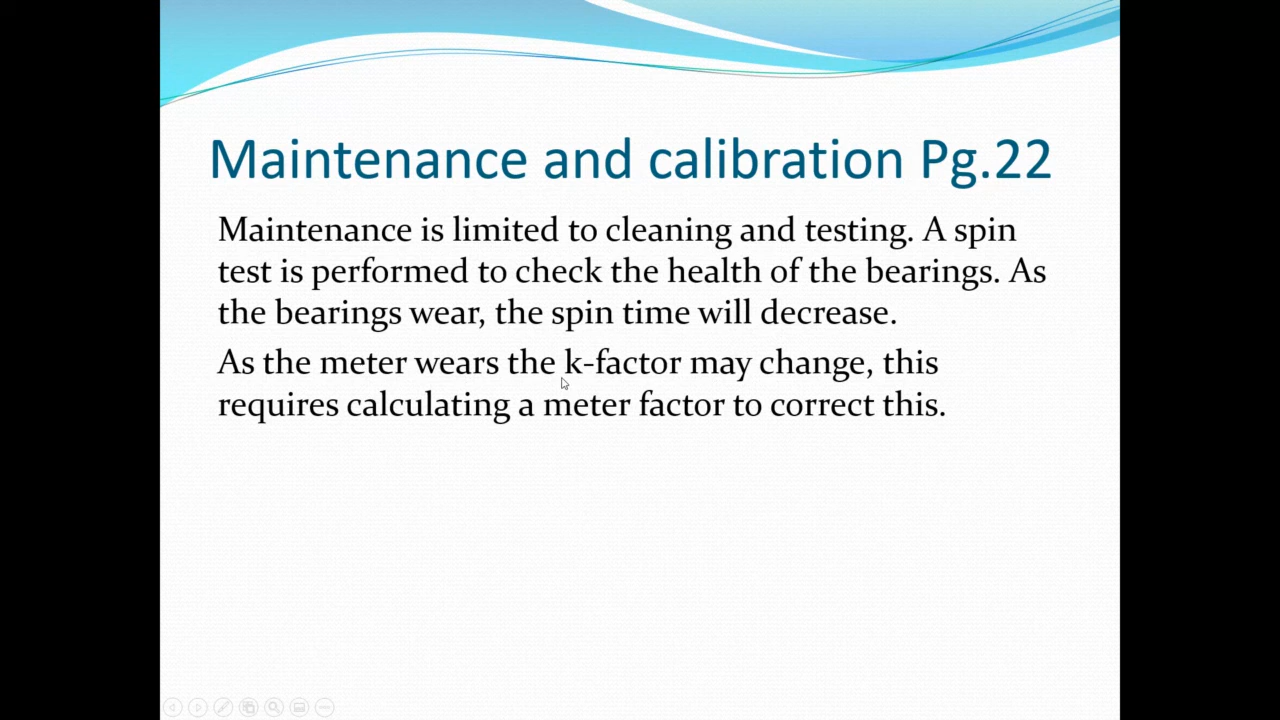 Maintenance and calibration Pg.22
Maintenance is limited to cleaning and testing. A spin
test is performed to check the health of the bearings. As
the bearings wear, the spin time will decrease.
As the meter wears the k-factor may change, this
requires calculating a meter factor to correct this.